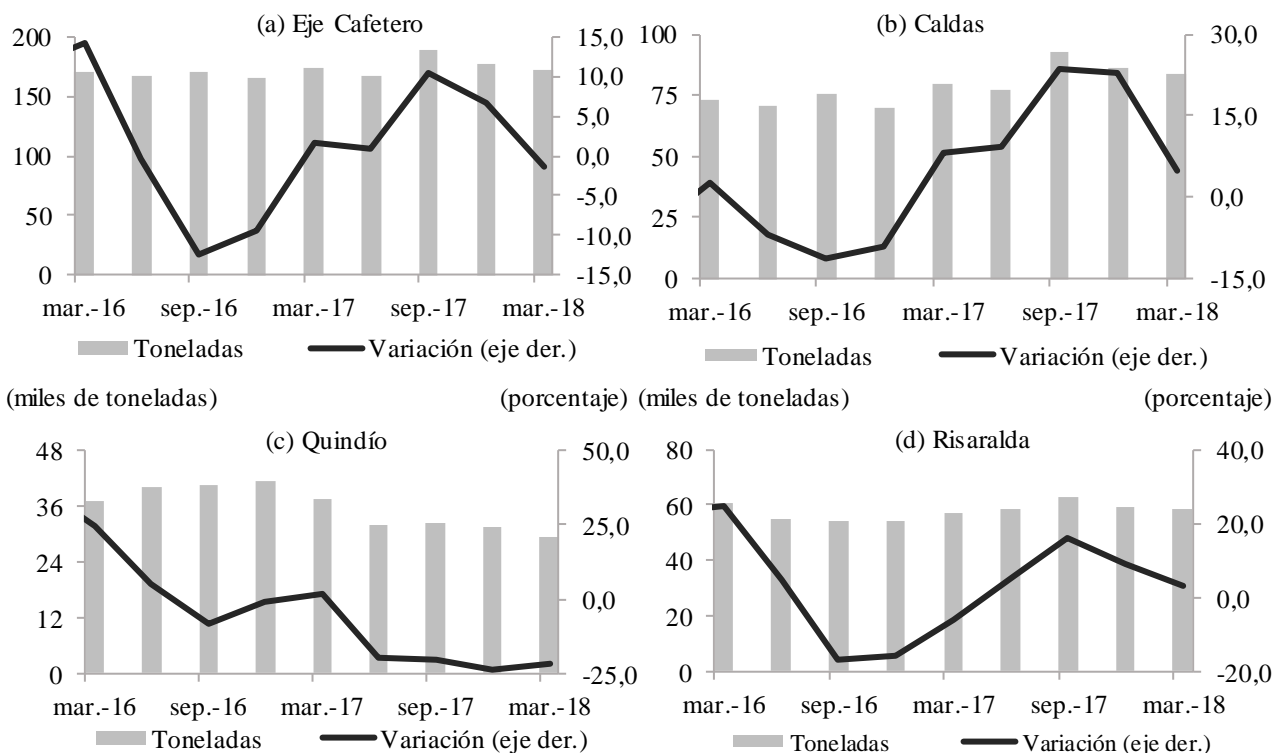 (a) Eje Cafetero
200
150
100
50
0
15,0
10,0
5,0
0,0
-5,0
-10,0
-15,0
mar.-16 sep.-16 mar.-17 sep.-17 mar.-18
Toneladas Variación (eje der.)
(b) Caldas
100
75
50
25
0
30,0
15,0
0,0
-15,0
mar.-16 sep.-16 mar.-17 sep.-17 mar.-18
Toneladas Variación (eje der.)
(miles de toneladas) (porcentaje)
(c) Quindío
48
36
24
12
0
50,0
25,0
0,0
-25,0
mar.-16 sep.-16 mar.-17 sep.-17 mar.-18
Toneladas Variación (eje der.)
(miles de toneladas) (porcentaje)
(d) Risaralda
80
60
40
20
0
40,0
20,0
0,0
-20,0
mar.-16 sep.-16 mar.-17 sep.-17 mar.-18
Toneladas Variación (eje der.)